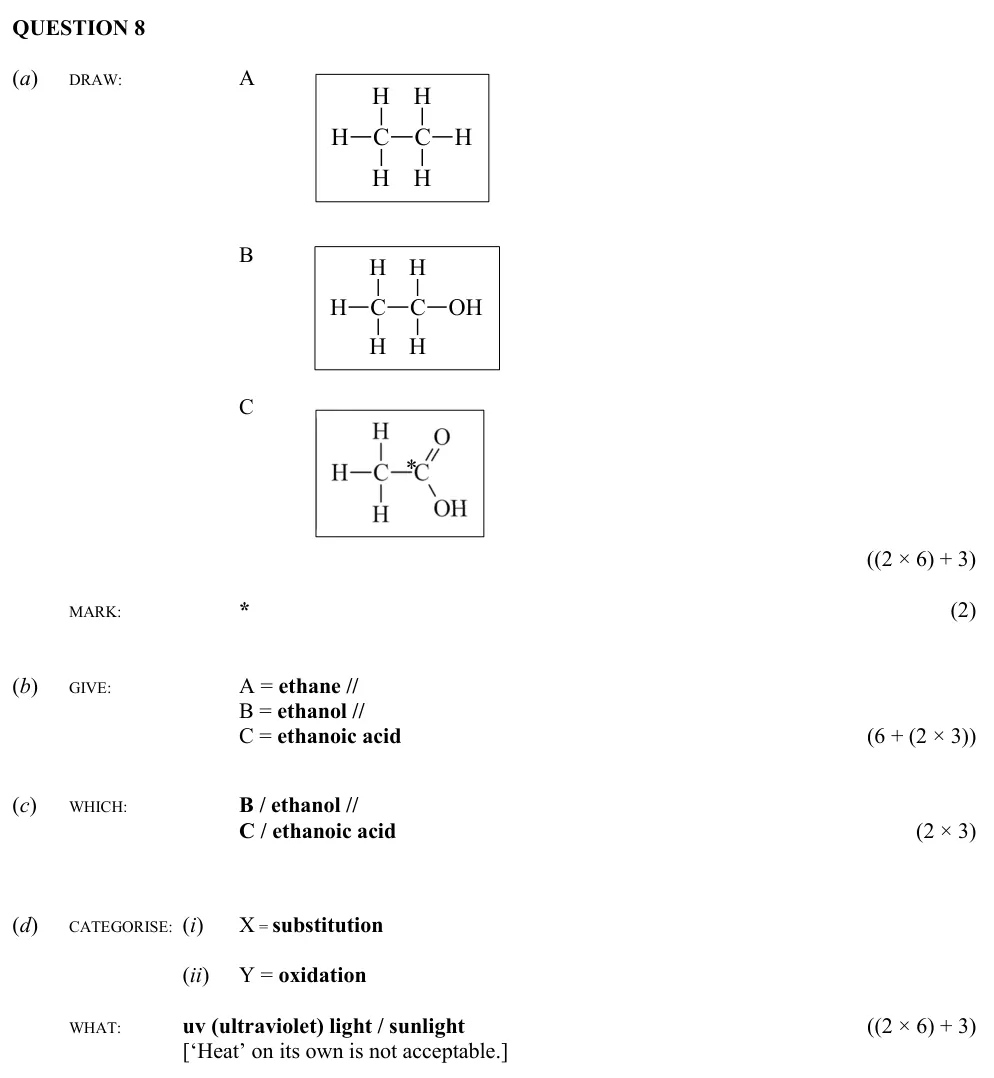 QUESTION 8
(a) DRAW: A
H H
H—C—C—H
H H
B
H H
H—C—C—OH
H H
C
H O
H—C—*C
H OH
((2 × 6) + 3)
MARK: * (2)
(b) GIVE: A = ethane //
B = ethanol //
C = ethanoic acid (6 + (2 × 3))
(c) WHICH: B / ethanol //
C / ethanoic acid (2 × 3)
(d) CATEGORISE: (i) X = substitution
(ii) Y = oxidation
WHAT: uv (ultraviolet) light / sunlight ((2 × 6) + 3)
[‘Heat’ on its own is not acceptable.]